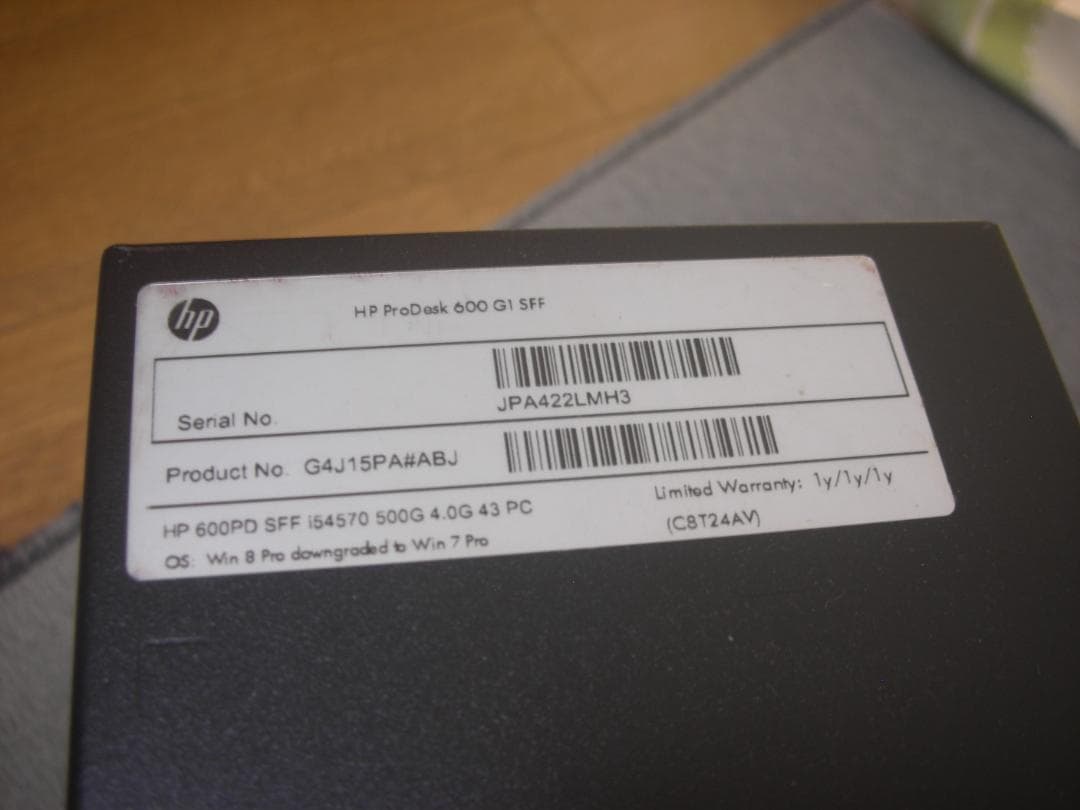 hp
HP ProDesk 600 G1 SFF
JPA422LMH3
Serial No.
Product No. G4J15PA#ABJ
HP 600PD SFF i54570 500G 4.0G 43 PC
Limited Warranty: 1y/1y/1y
OS: Win 8 Pro downgraded to Win 7 Pro
(C8T24AV)